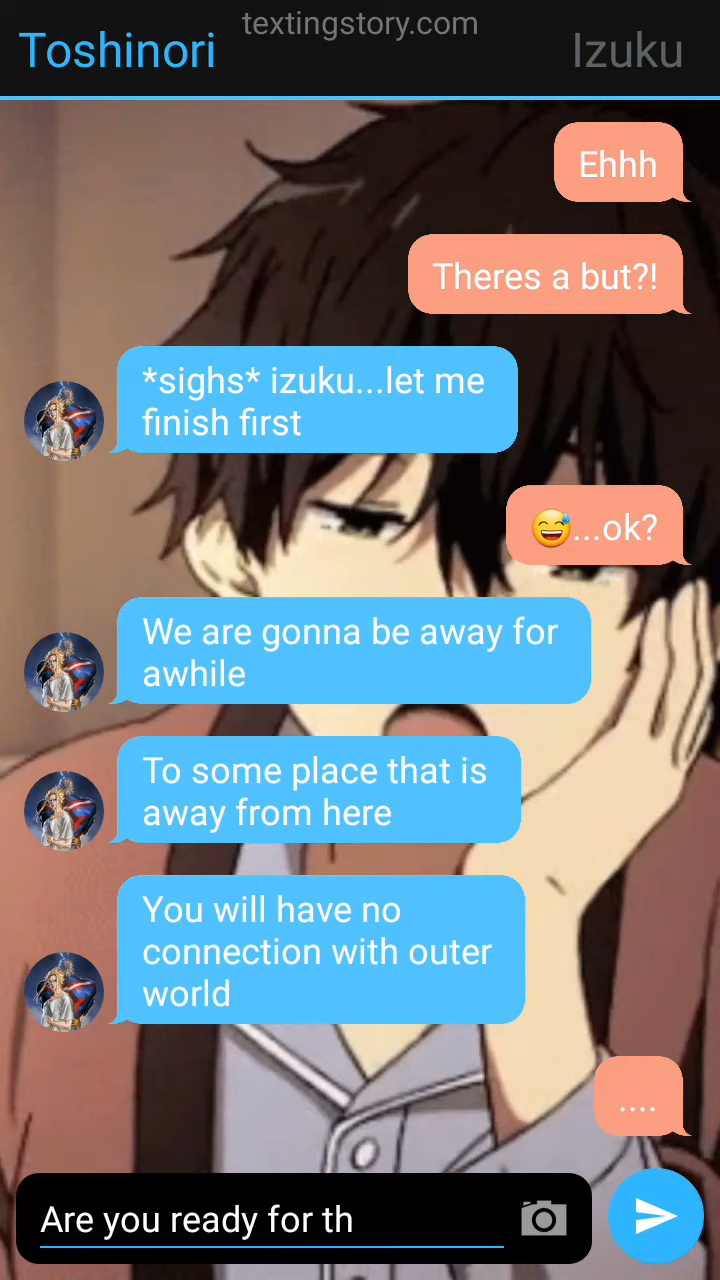 textingstory.com
Toshinori
Izuku
Ehhh
Theres a but?!
*sighs* izuku...let me
finish first
😅...ok?
We are gonna be away for
awhile
To some place that is
away from here
You will have no
connection with outer
world
....
Are you ready for th